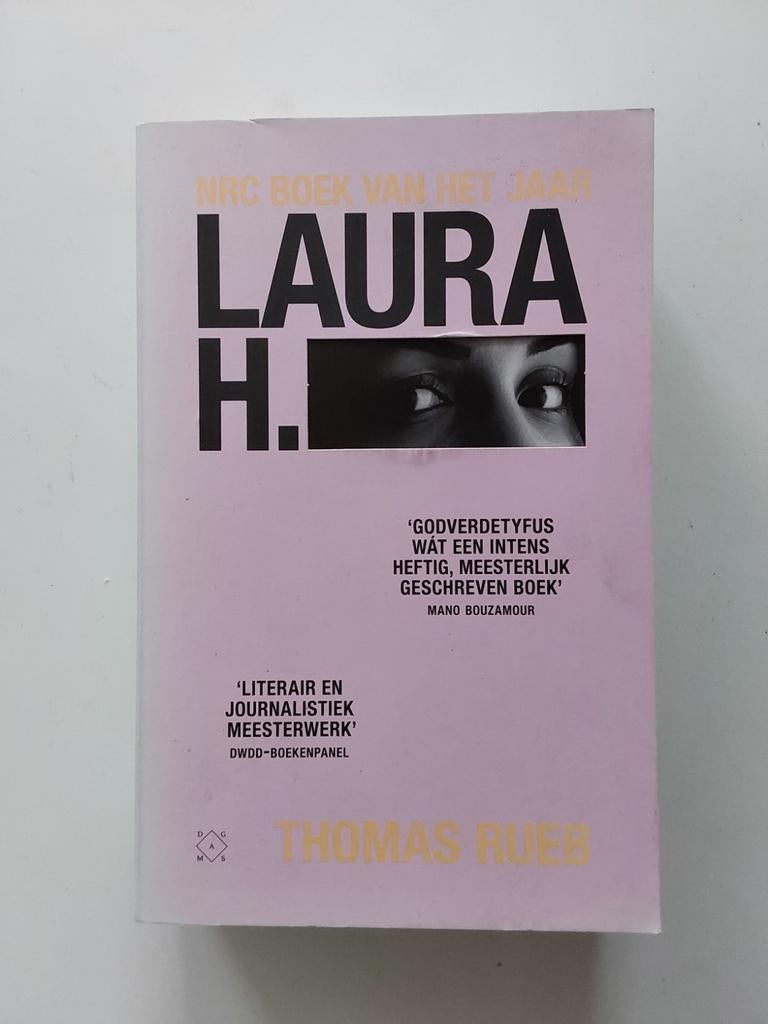 NRC BOEK VAN HET JAAR
LAURA
H.
‘GODVERDETYFUS
WÁT EEN INTENS
HEFTIG, MEESTERLIJK
GESCHREVEN BOEK’
MANO BOUZAMOUR
‘LITERAIR EN
JOURNALISTIEK
MEESTERWERK’
DWDD-BOEKENPANEL
D G
A
M S
THOMAS RUEB